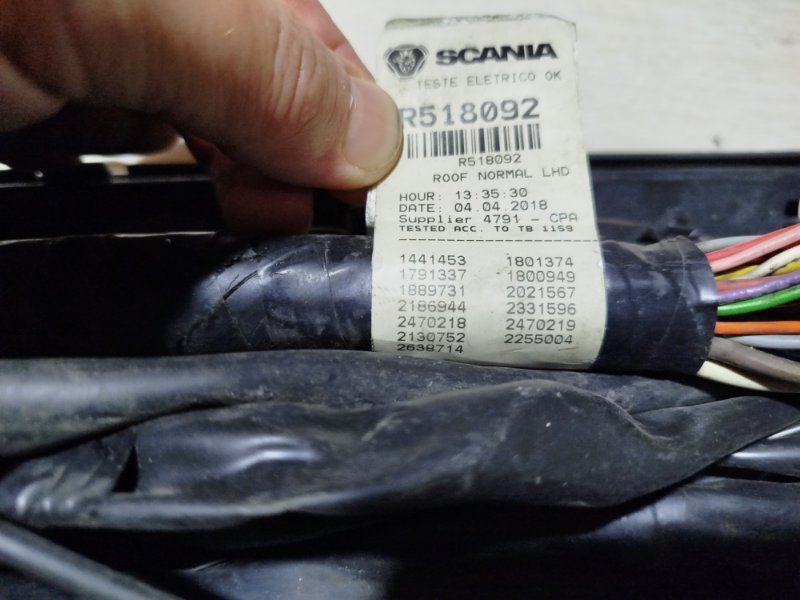 SCANIA
TESTE ELETRICO OK
R518092
R518092
ROOF NORMAL LHD
HOUR: 13:35:30
DATE: 04.04.2018
Supplier 4791 - CPA
TESTED ACC. TO TB 1159
1441453 1801374
1791337 1800949
1889731 2021567
2186944 2331596
2470218 2470219
2130752 2255004
2638714